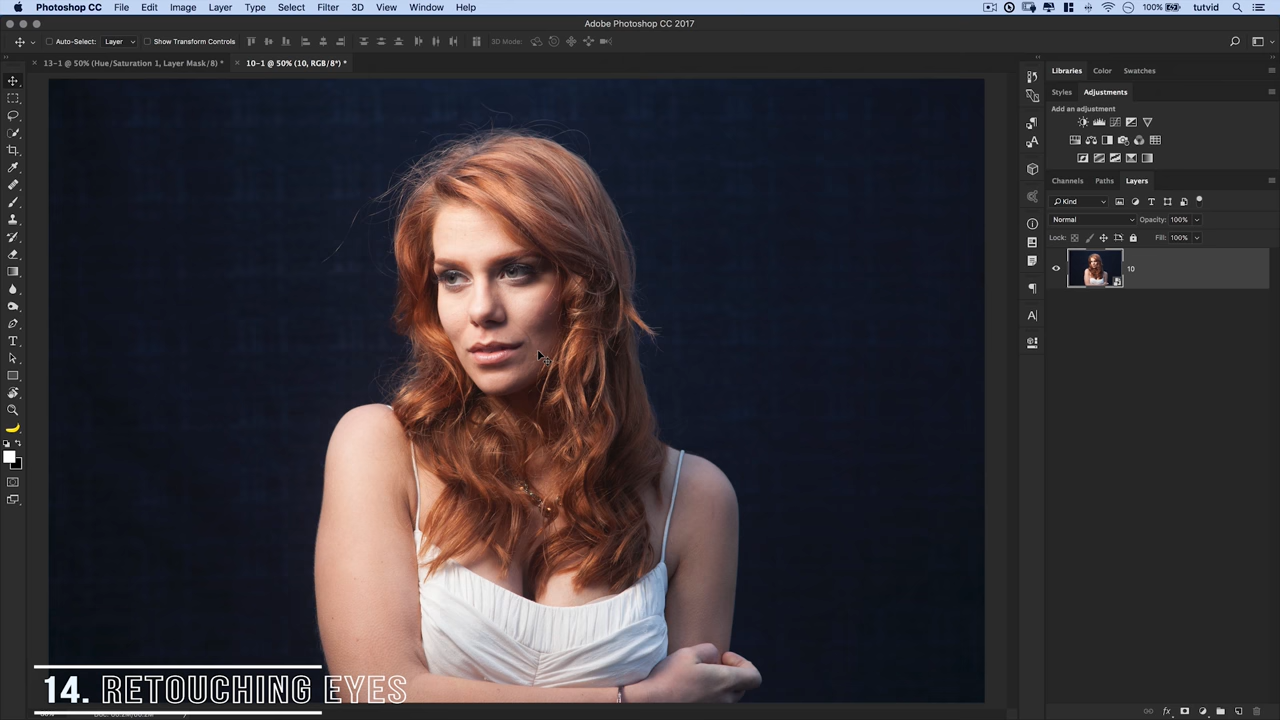 Photoshop CC File Edit Image Layer Type Select Filter 3D View Window Help 100% tutvid
Adobe Photoshop CC 2017
Auto-Select: Layer Show Transform Controls 3D Mode:
13-1 @ 50% (Hue/Saturation 1, Layer Mask/8) * 10-1 @ 50% (10, RGB/8*) *
Libraries Color Swatches
Styles Adjustments
Add an adjustment
Channels Paths Layers
Kind
Normal Opacity: 100%
Lock: Fill: 100%
10
14. RETOUCHING EYES